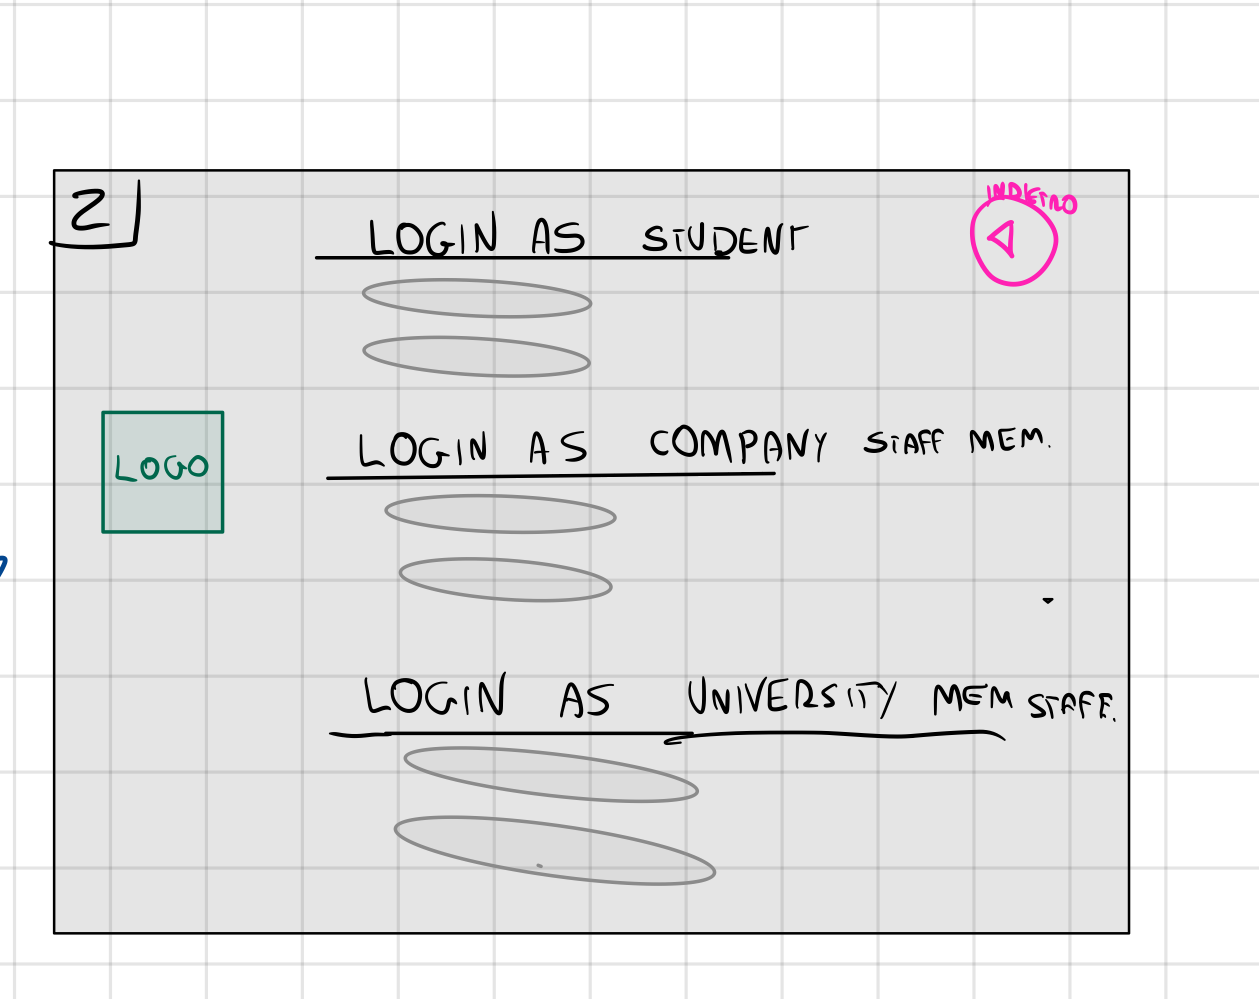 2
INDIETRO
LOGIN AS STUDENT
LOGIN AS COMPANY STAFF MEM.
LOGO
LOGIN AS UNIVERSITY MEM STAFF.